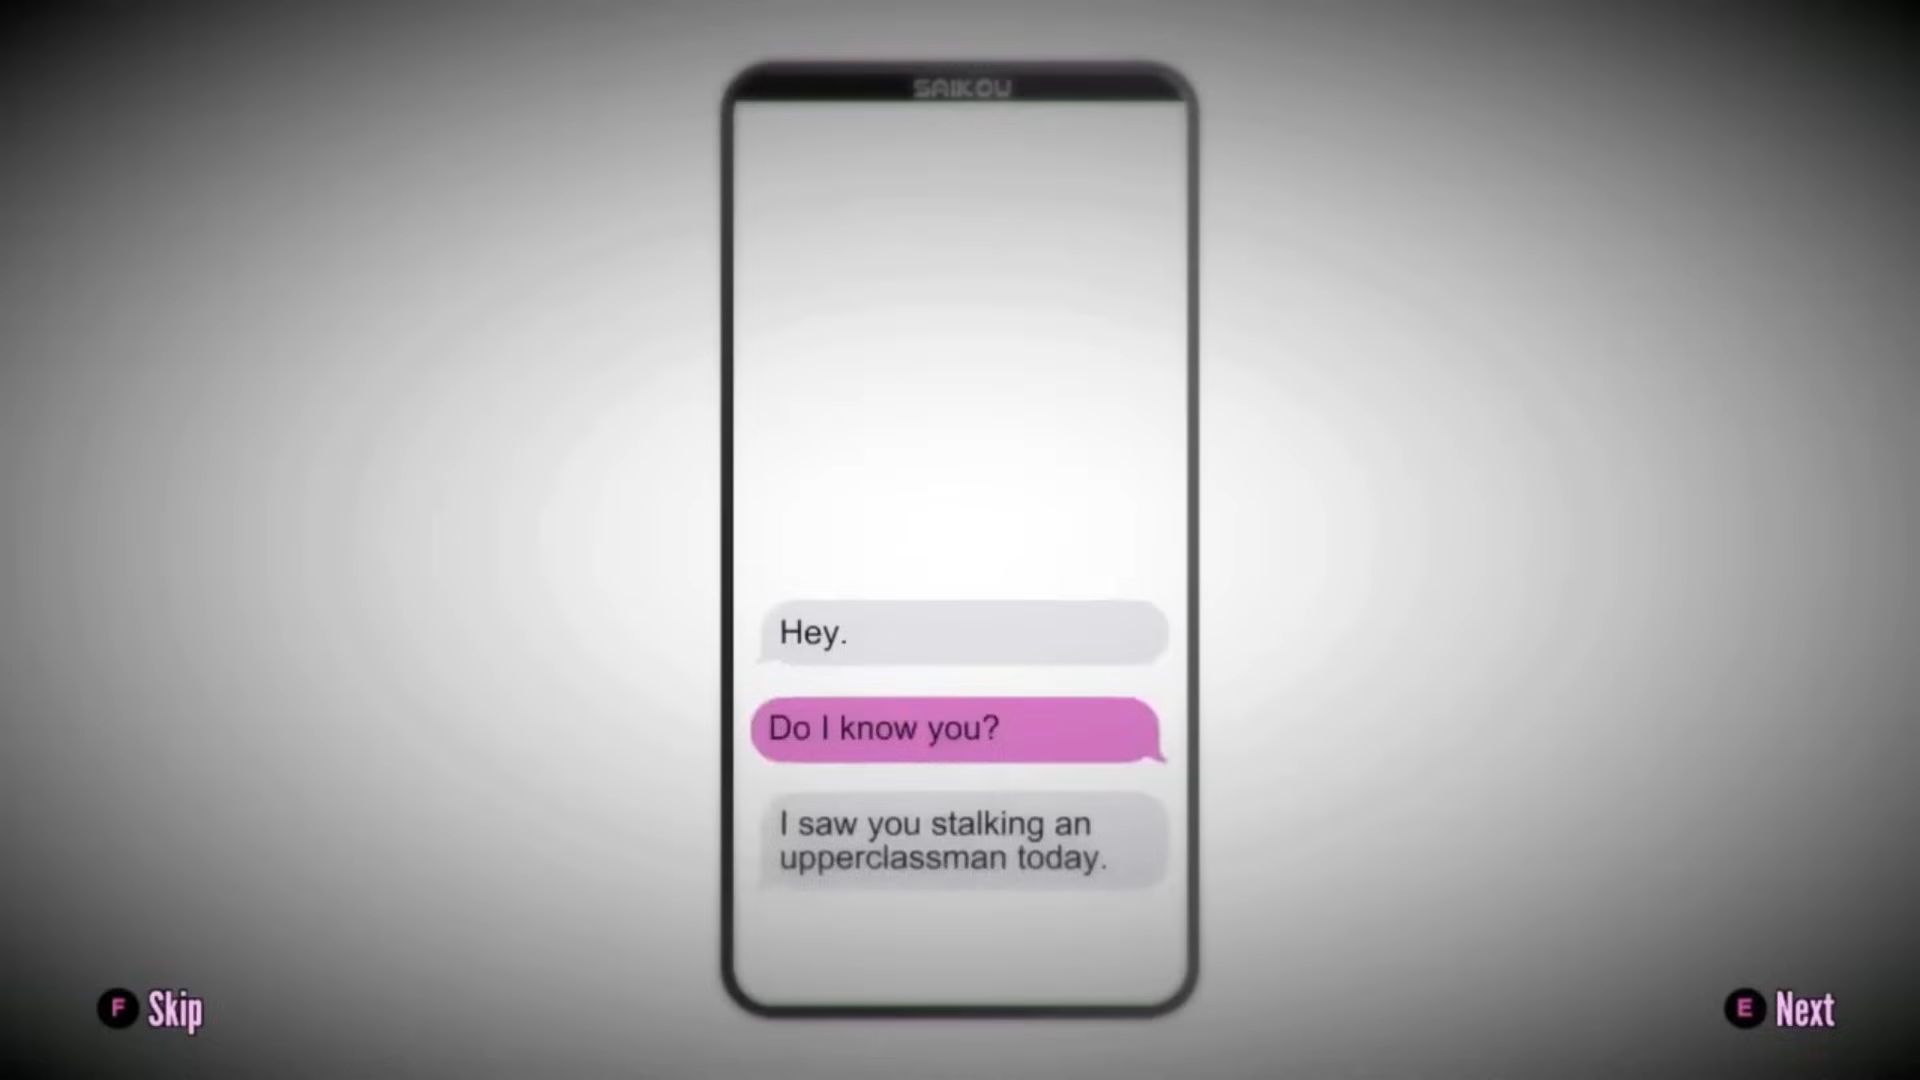 SAIKOU
Hey.
Do I know you?
I saw you stalking an
upperclassman today.
F Skip
E Next